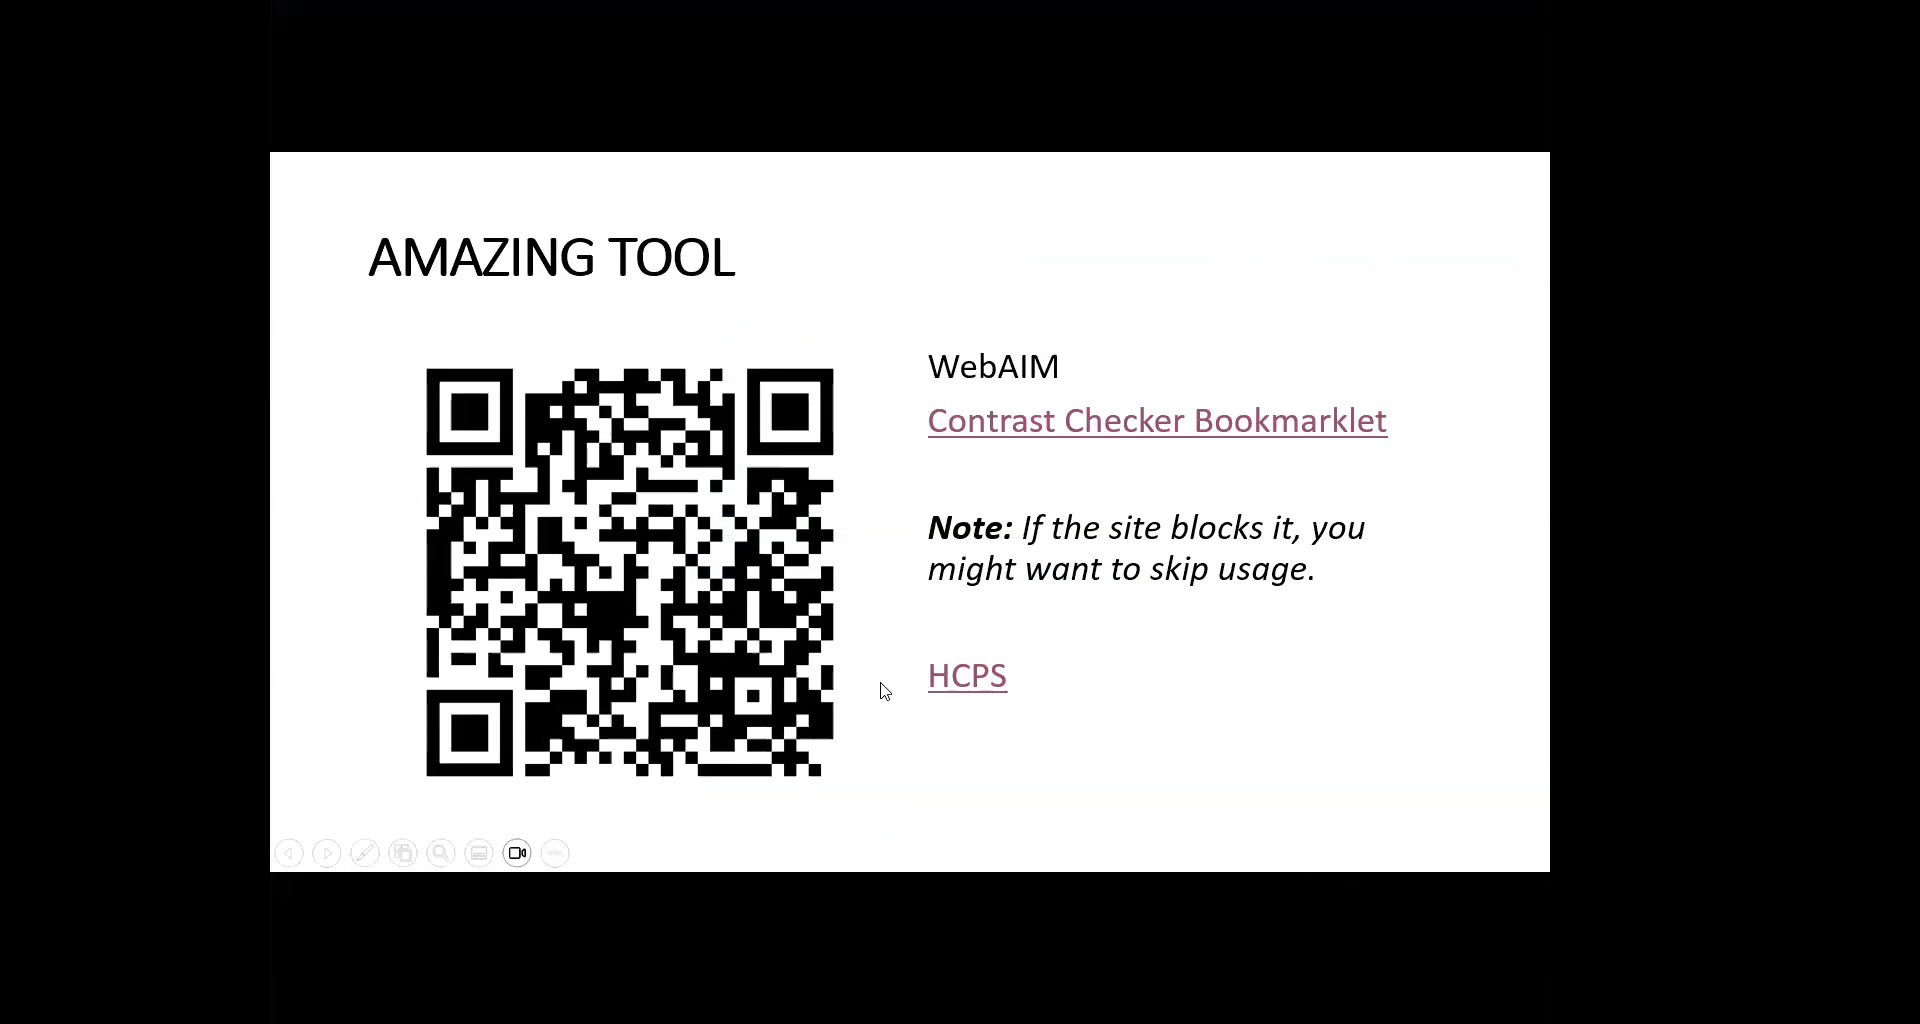 AMAZING TOOL
WebAIM
Contrast Checker Bookmarklet
Note: If the site blocks it, you
might want to skip usage.
HCPS